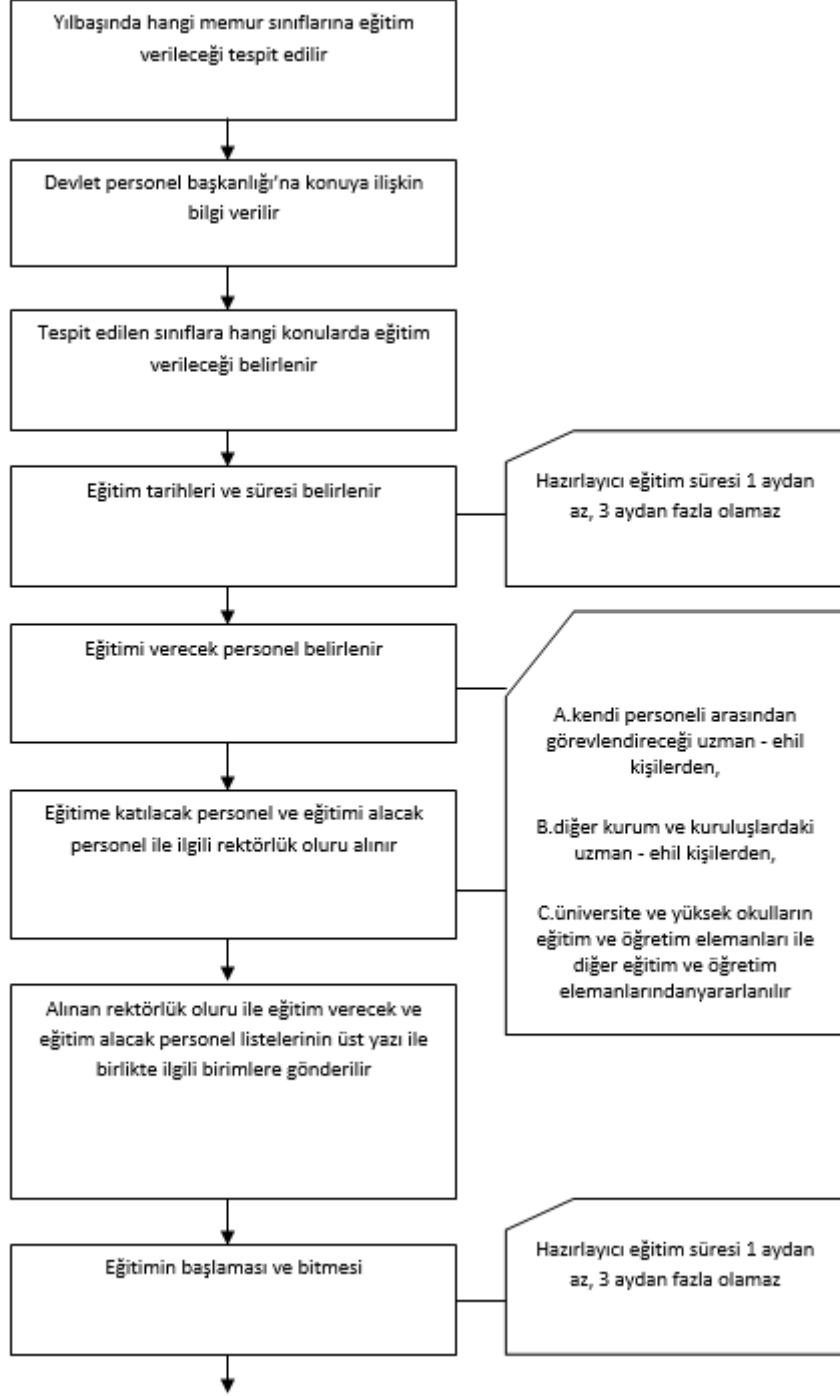 Yılbaşında hangi memur sınıflarına eğitim
verileceği tespit edilir
Devlet personel başkanlığı'na konuya ilişkin
bilgi verilir
Tespit edilen sınıflara hangi konularda eğitim
verileceği belirlenir
Eğitim tarihleri ve süresi belirlenir
Hazırlayıcı eğitim süresi 1 aydan
az, 3 aydan fazla olamaz
Eğitimi verecek personel belirlenir
A.kendi personeli arasından
görevlendireceği uzman - ehil
kişilerden,
B.diğer kurum ve kuruluşlardaki
uzman - ehil kişilerden,
C.üniversite ve yüksek okulların
eğitim ve öğretim elemanları ile
diğer eğitim ve öğretim
elemanlarındanyararlanılır
Eğitime katılacak personel ve eğitimi alacak
personel ile ilgili rektörlük oluru alınır
Alınan rektörlük oluru ile eğitim verecek ve
eğitim alacak personel listelerinin üst yazı ile
birlikte ilgili birimlere gönderilir
Eğitimin başlaması ve bitmesi
Hazırlayıcı eğitim süresi 1 aydan
az, 3 aydan fazla olamaz